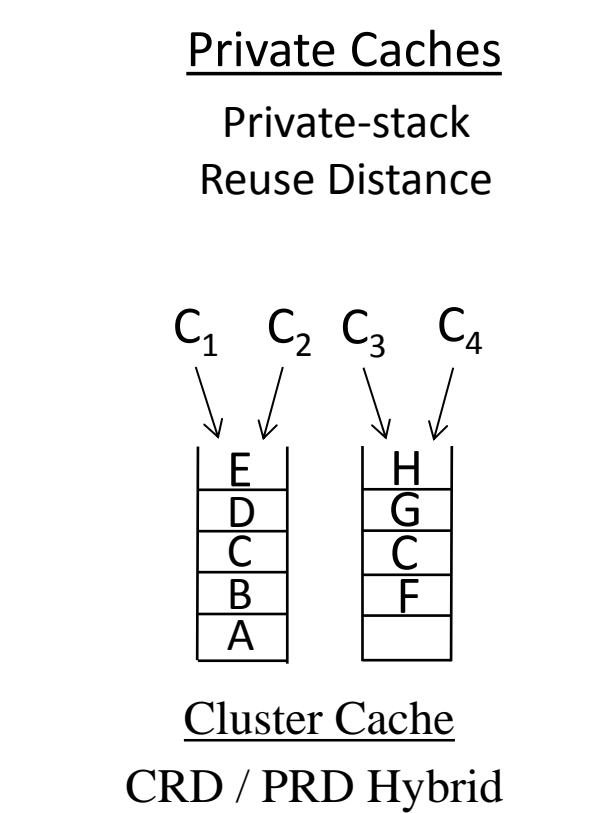 Private Caches
Private-stack
Reuse Distance
C₁ C₂ C₃ C₄
E H
D G
C C
B F
A
Cluster Cache
CRD / PRD Hybrid